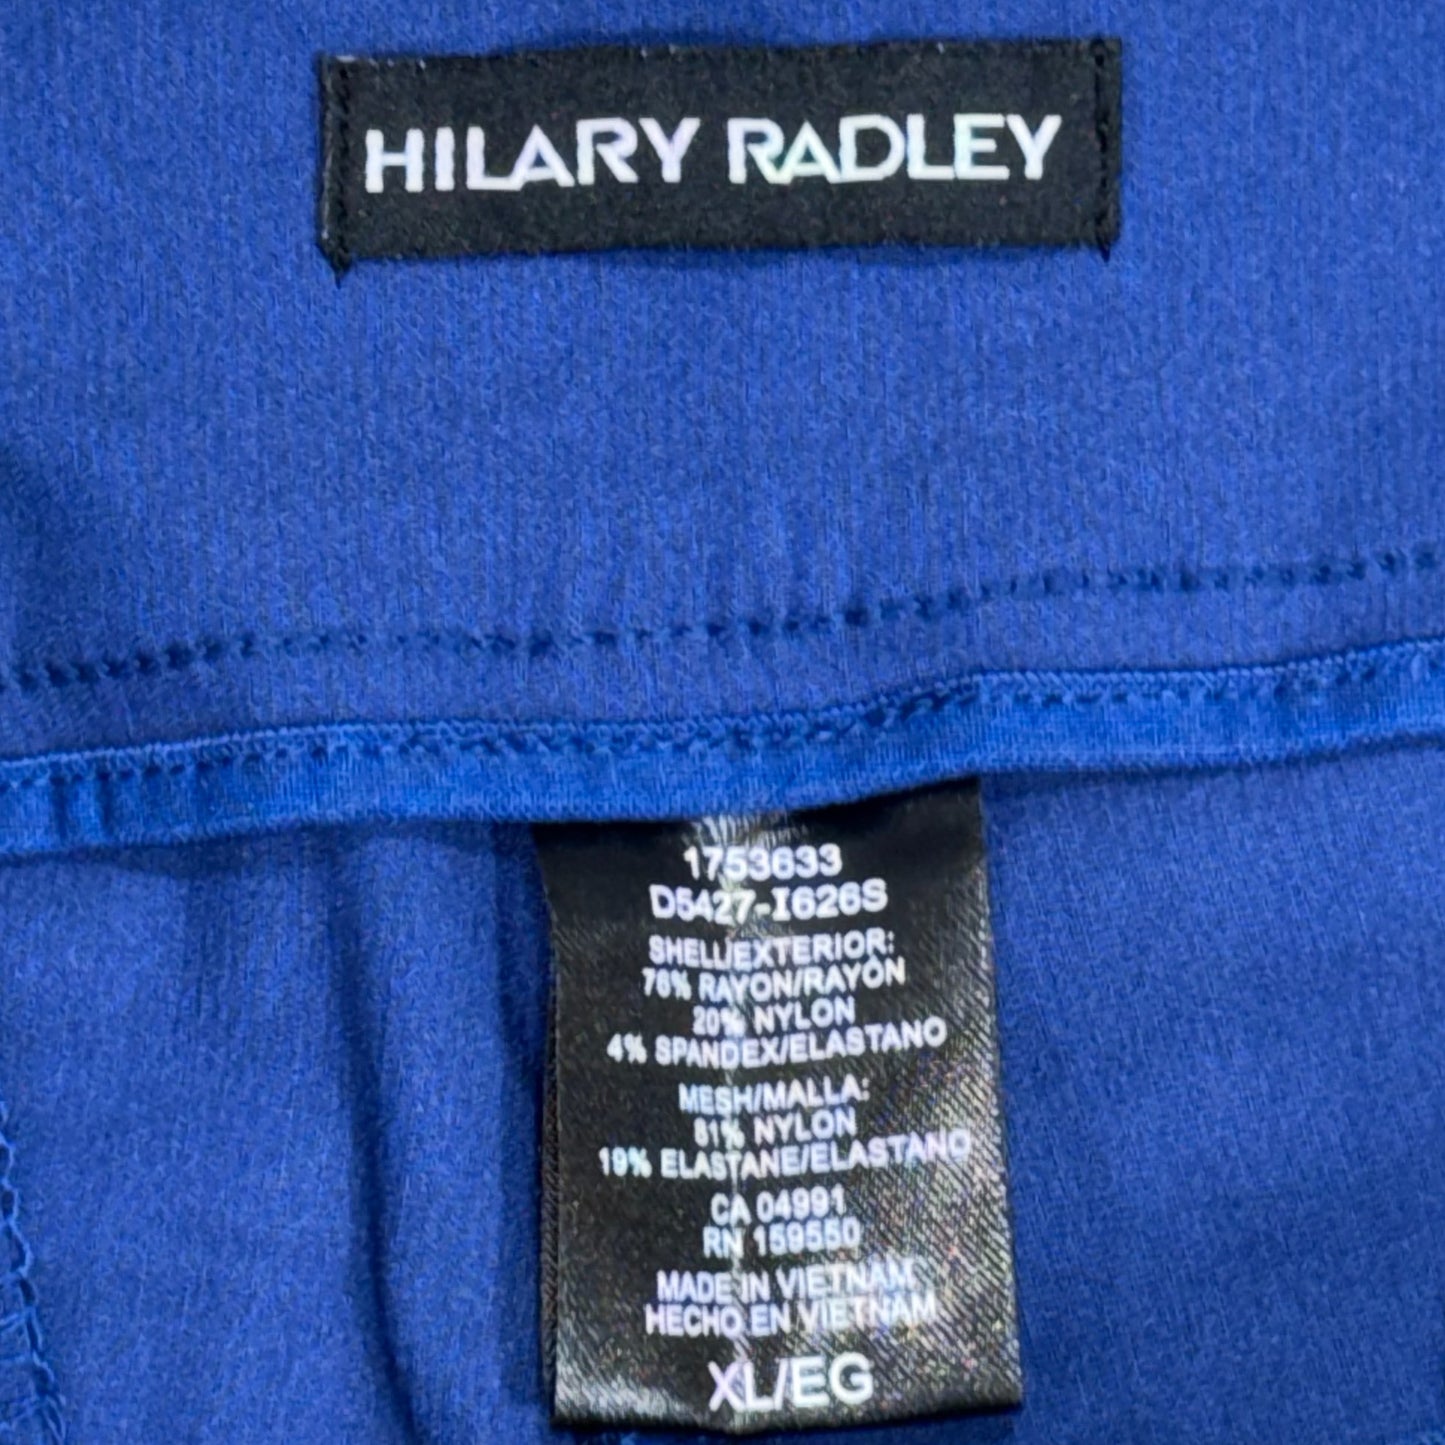 HILARY RADLEY
1753633
D5427-I626S
SHELL/EXTERIOR:
76% RAYON/RAYÓN
20% NYLON
4% SPANDEX/ELASTANO
MESH/MALLA:
81% NYLON
19% ELASTANE/ELASTANO
CA 04991
RN 159550
MADE IN VIETNAM
HECHO EN VIETNAM
XL/EG